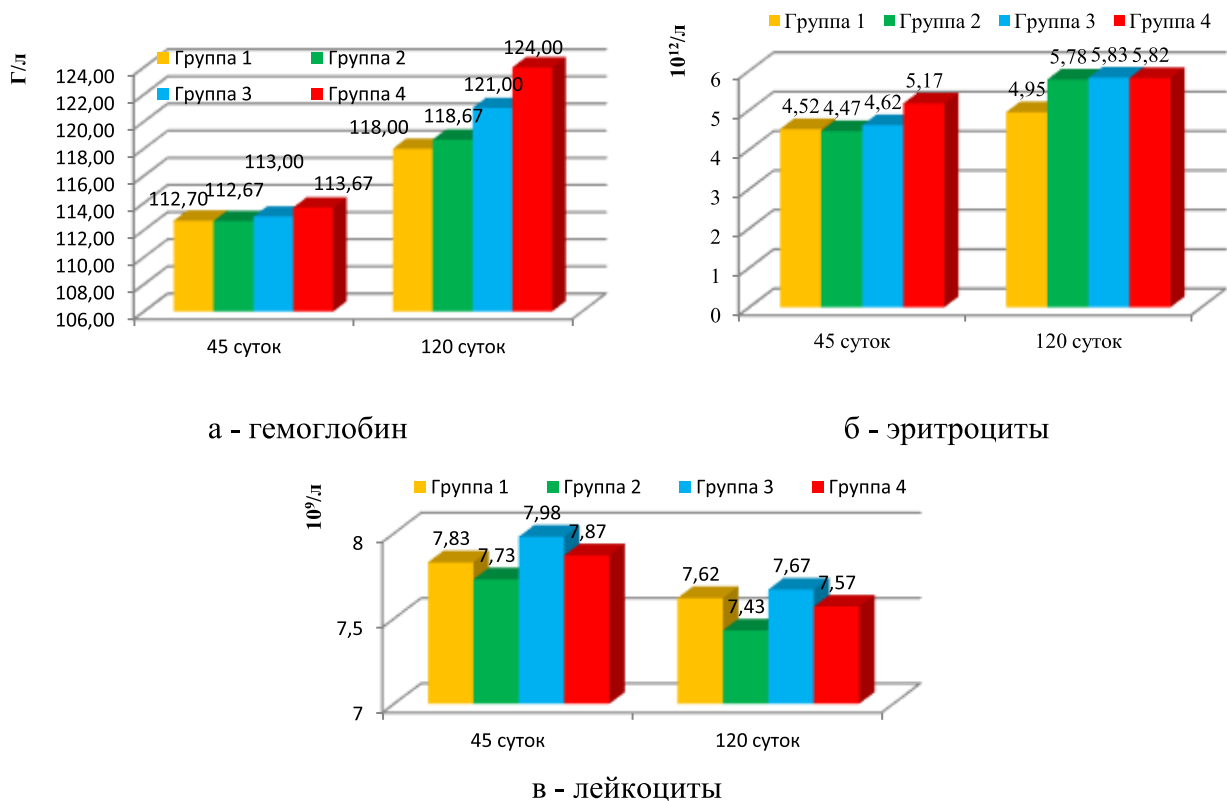 Г/л
Группа 1 Группа 2
Группа 3 Группа 4
124,00
122,00
120,00
118,00
116,00
114,00
112,00
110,00
108,00
106,00
112,70 112,67 113,00 113,67
118,00 118,67 121,00 124,00
45 суток 120 суток
а - гемоглобин
10¹²/л
Группа 1 Группа 2 Группа 3 Группа 4
6
5
4
3
2
1
0
4,52 4,47 4,62 5,17
4,95 5,78 5,83 5,82
45 суток 120 суток
б - эритроциты
10⁹/л
Группа 1 Группа 2 Группа 3 Группа 4
8
7,5
7
7,83 7,73 7,98 7,87
7,62 7,43 7,67 7,57
45 суток 120 суток
в - лейкоциты